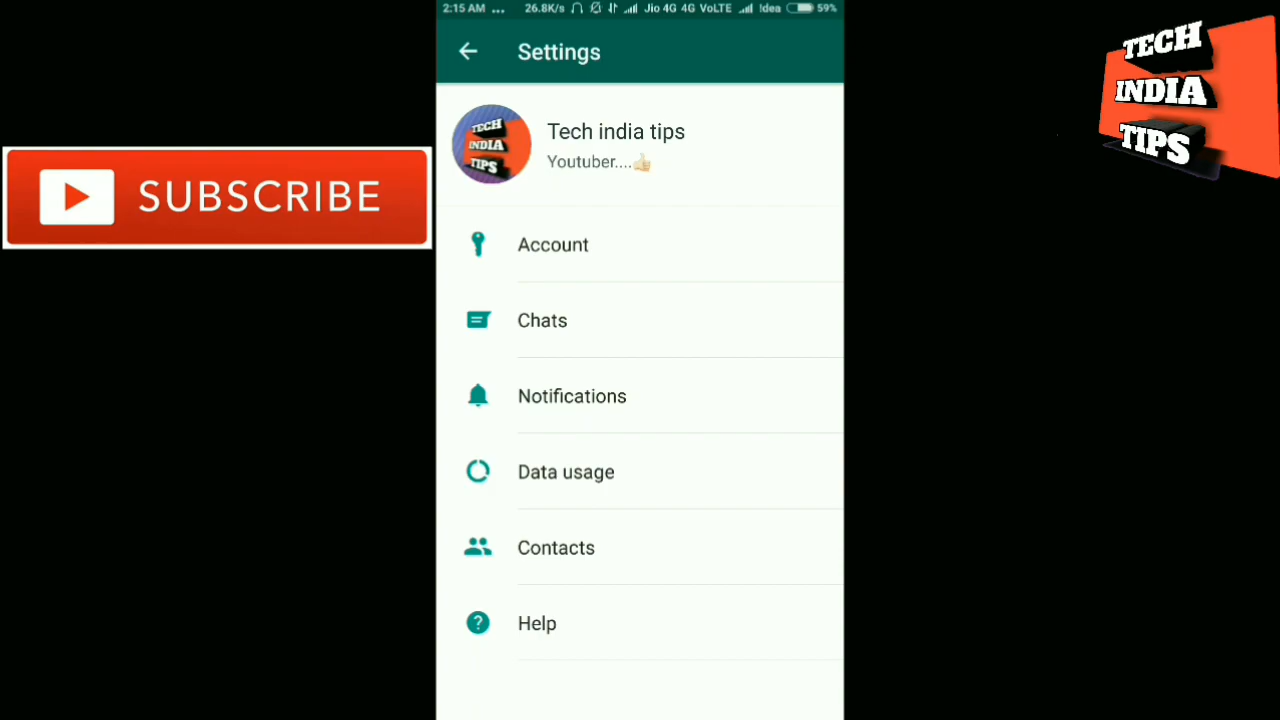 2:15 AM ... 26.8K/s Jio 4G 4G VoLTE !dea 59%
Settings
TECH
INDIA
TIPS
SUBSCRIBE
TECH
INDIA
TIPS
Tech india tips
Youtuber....👍🏻
Account
Chats
Notifications
Data usage
Contacts
? Help